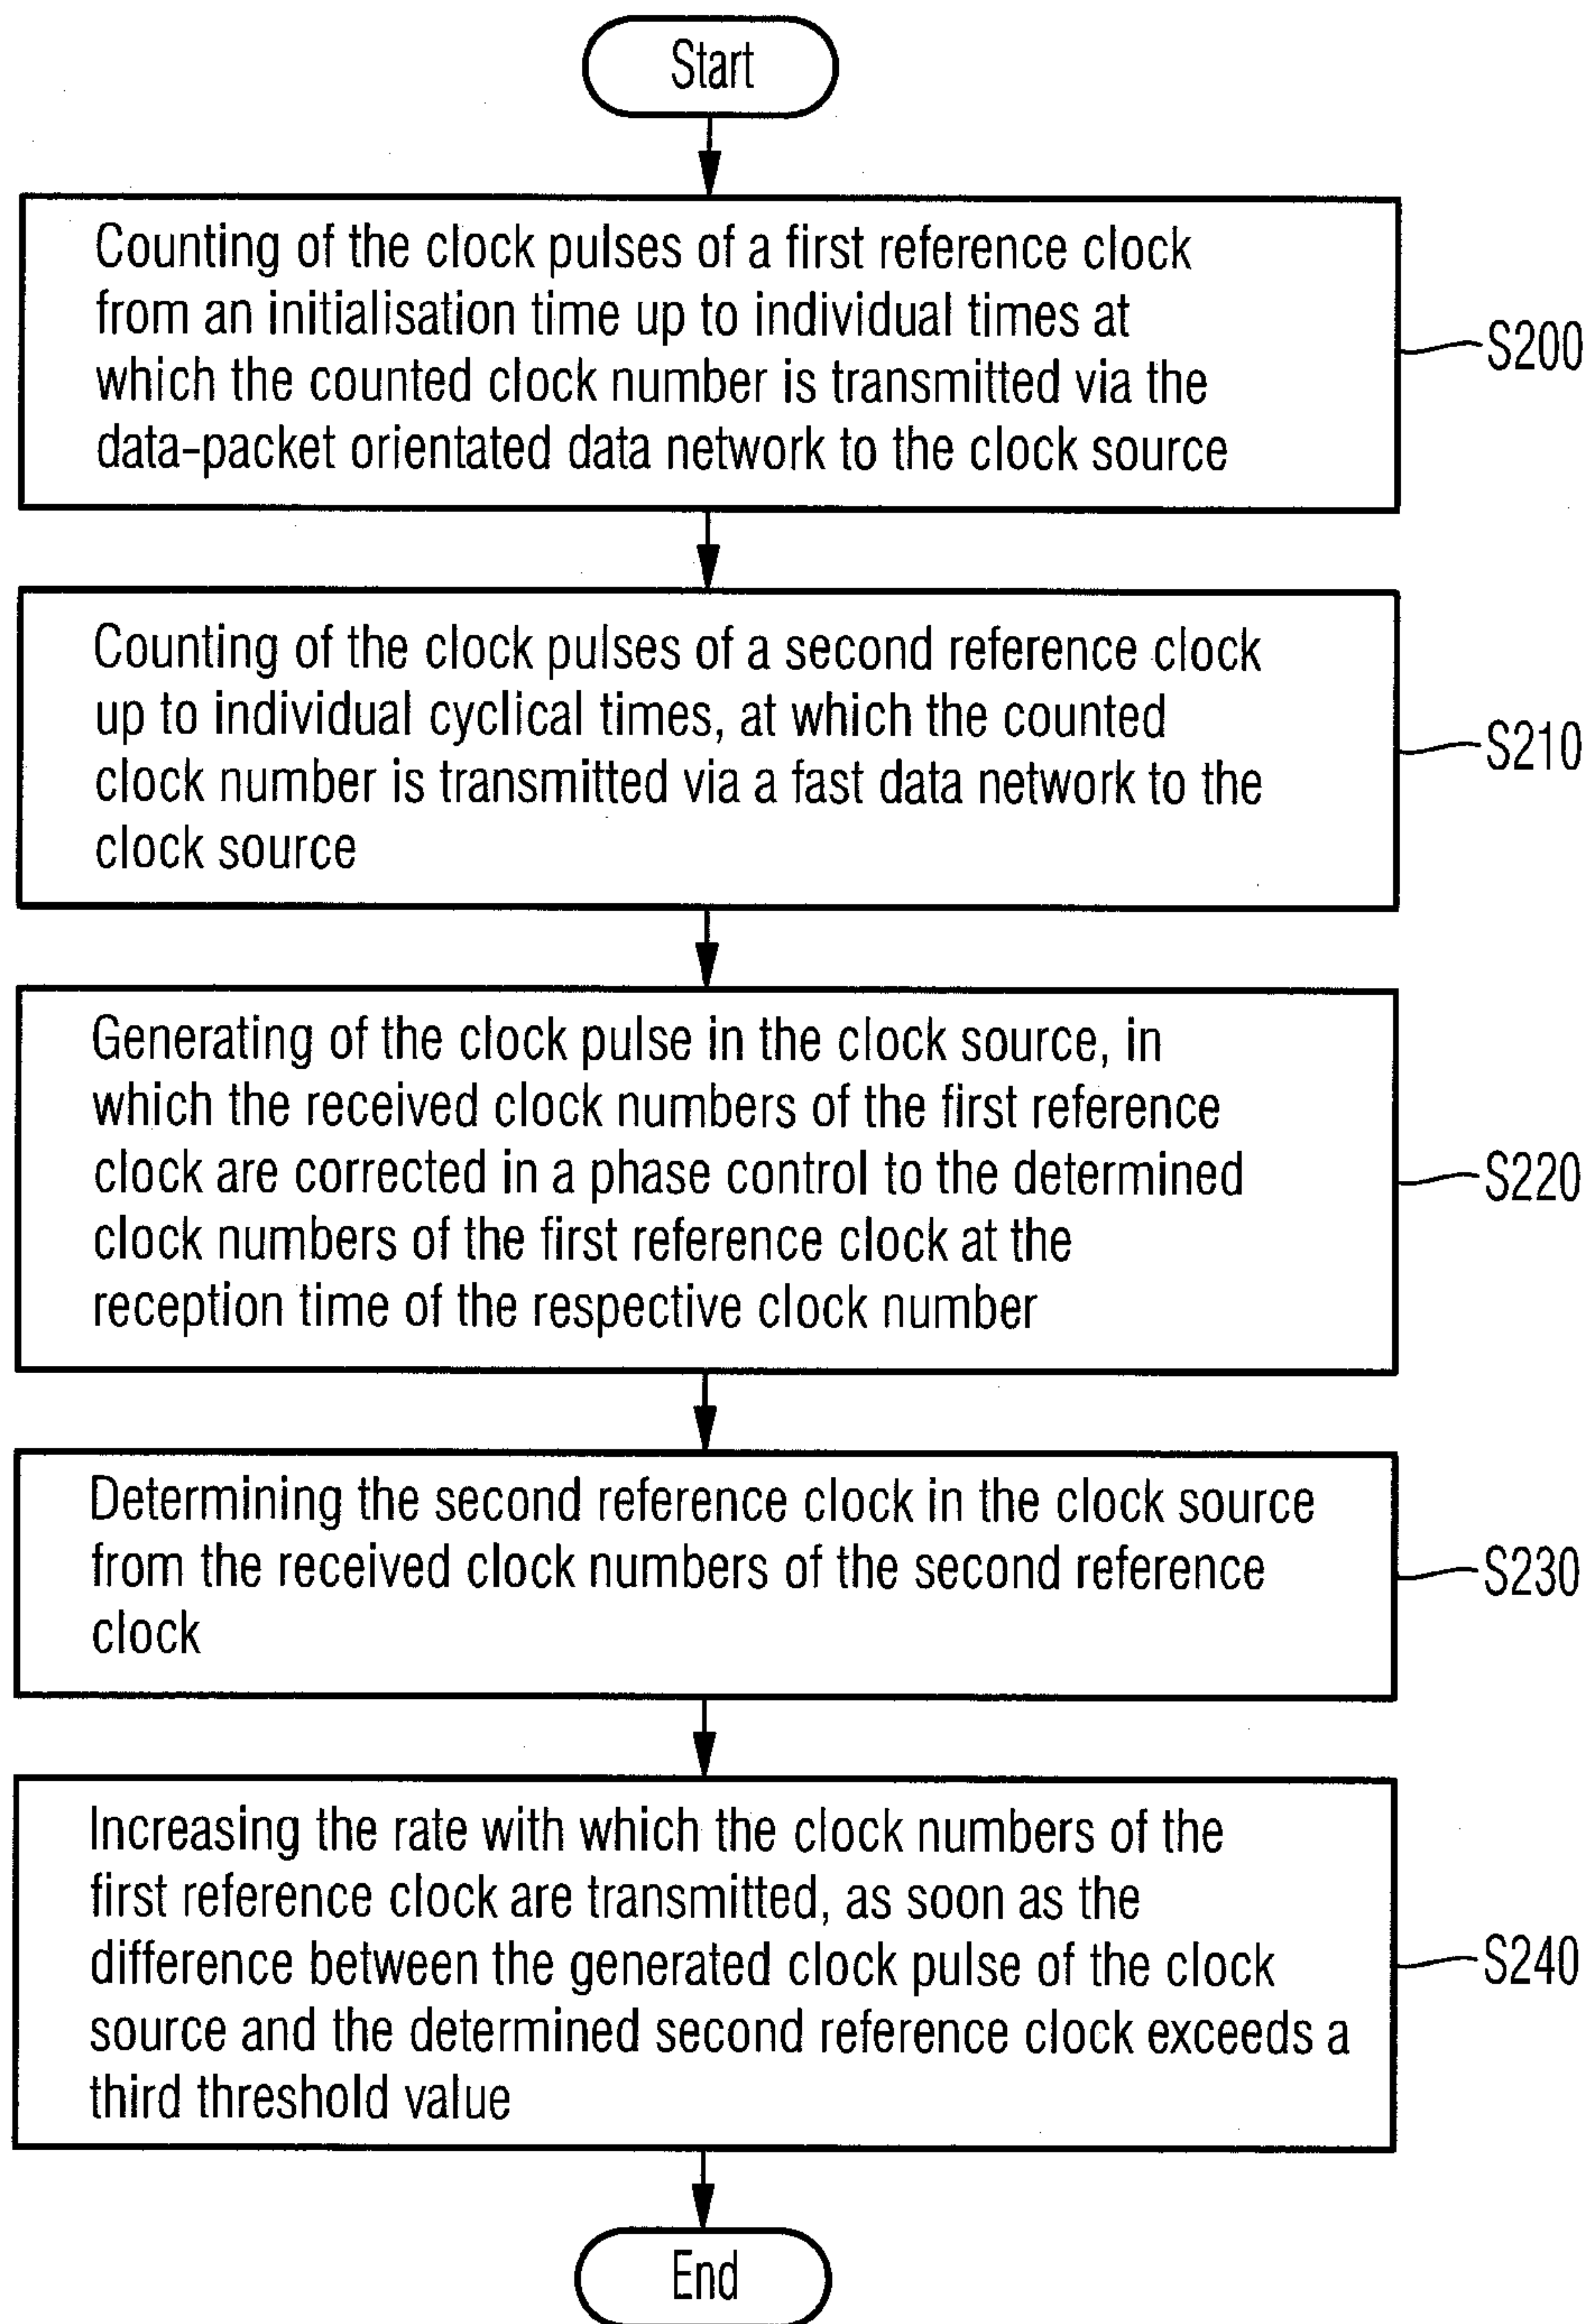 Start
Counting of the clock pulses of a first reference clock
from an initialisation time up to individual times at
which the counted clock number is transmitted via the
data-packet orientated data network to the clock source
S200
Counting of the clock pulses of a second reference clock
up to individual cyclical times, at which the counted
clock number is transmitted via a fast data network to the
clock source
S210
Generating of the clock pulse in the clock source, in
which the received clock numbers of the first reference
clock are corrected in a phase control to the determined
clock numbers of the first reference clock at the
reception time of the respective clock number
S220
Determining the second reference clock in the clock source
from the received clock numbers of the second reference
clock
S230
Increasing the rate with which the clock numbers of the
first reference clock are transmitted, as soon as the
difference between the generated clock pulse of the clock
source and the determined second reference clock exceeds a
third threshold value
S240
End